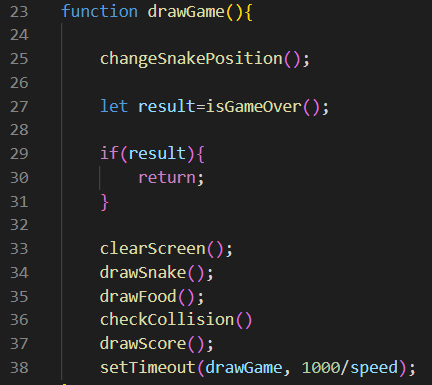 23 function drawGame(){
24
25 changeSnakePosition();
26
27 let result=isGameOver();
28
29 if(result){
30 return;
31 }
32
33 clearScreen();
34 drawSnake();
35 drawFood();
36 checkCollision()
37 drawScore();
38 setTimeout(drawGame, 1000/speed);